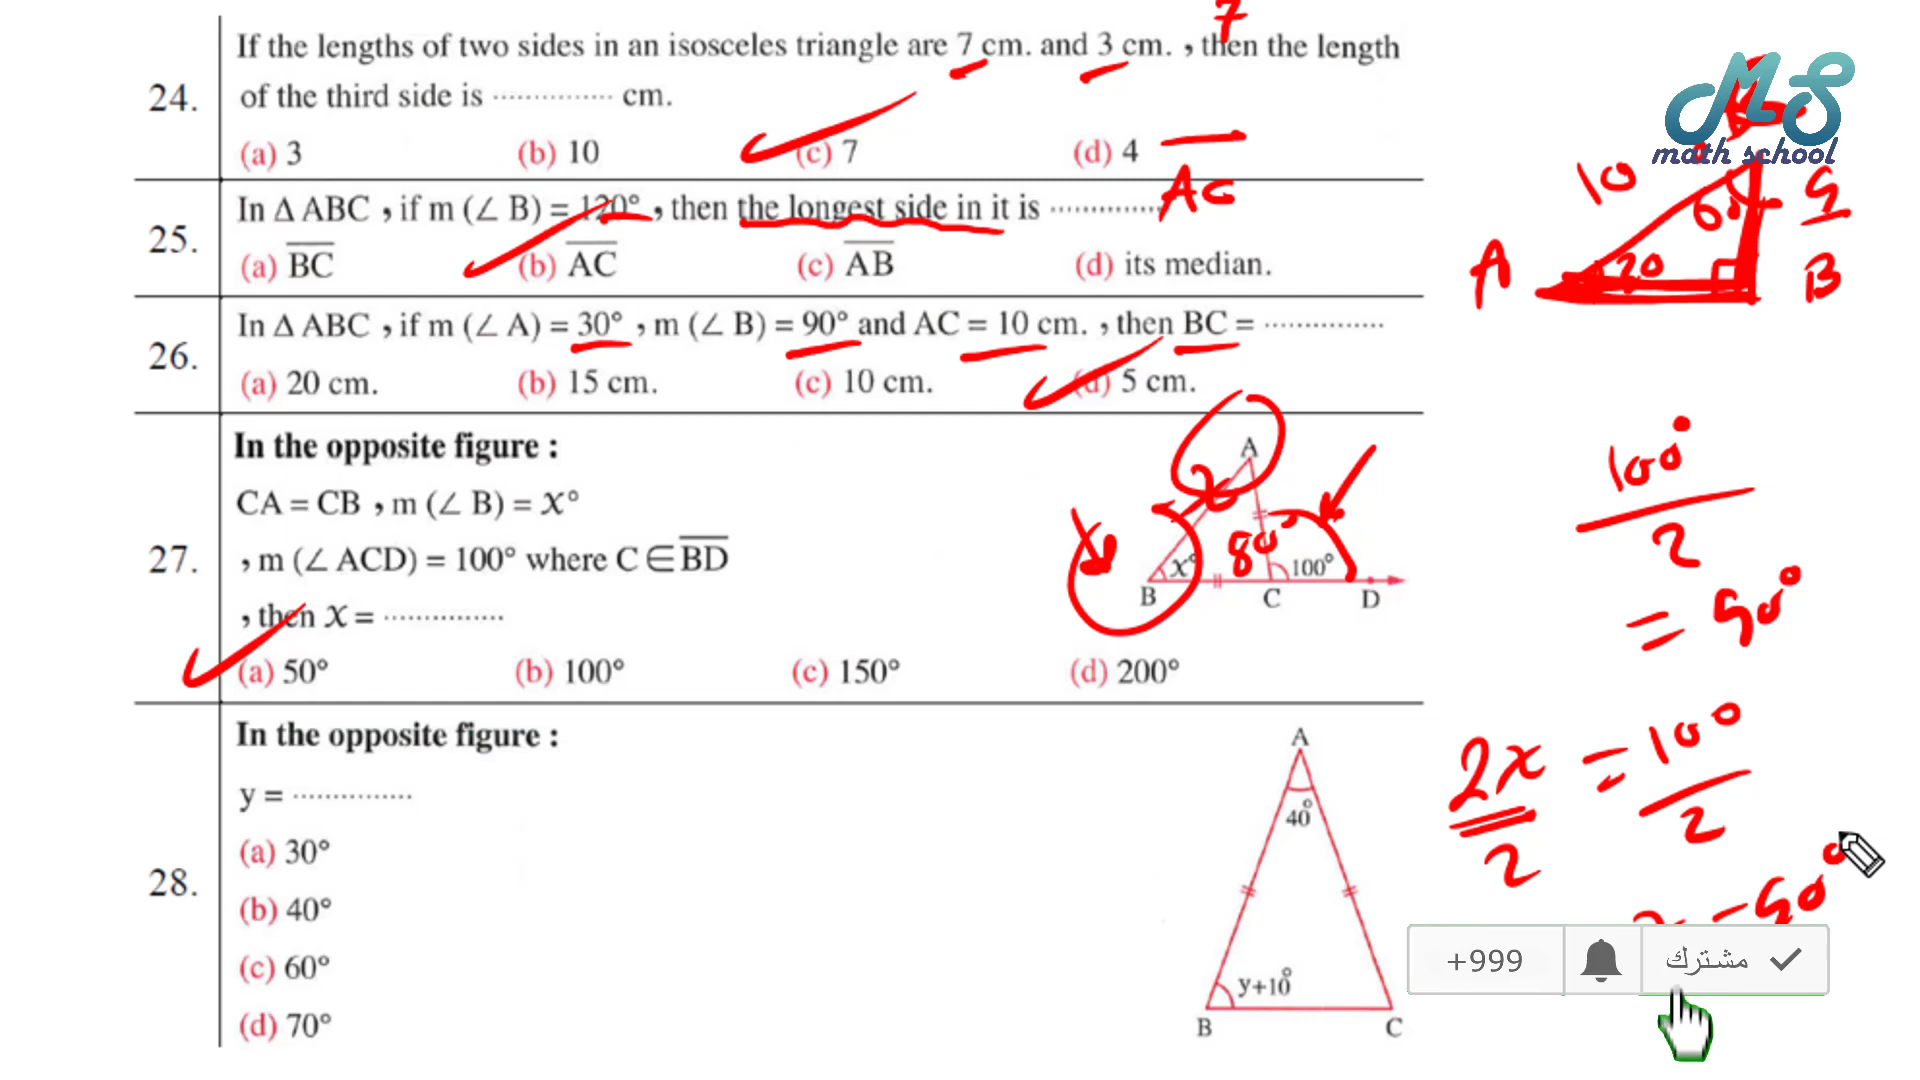 7
24. If the lengths of two sides in an isosceles triangle are 7 cm. and 3 cm. , then the length
of the third side is ............... cm.
(a) 3 (b) 10 (c) 7 (d) 4
25. In Δ ABC , if m (∠ B) = 120° , then the longest side in it is ............... AC
(a) BC (b) AC (c) AB (d) its median.
26. In Δ ABC , if m (∠ A) = 30° , m (∠ B) = 90° and AC = 10 cm. , then BC = ...............
(a) 20 cm. (b) 15 cm. (c) 10 cm. (d) 5 cm.
27. In the opposite figure :
CA = CB , m (∠ B) = x°
, m (∠ ACD) = 100° where C ∈ BD
, then x = ...............
(a) 50° (b) 100° (c) 150° (d) 200°
A
x° 80° 100°
B C D
28. In the opposite figure :
y = ...............
(a) 30°
(b) 40°
(c) 60°
(d) 70°
A
40°
y+10°
B C
MS
math school
10
60
5
A
30
B
100°
2
= 50°
2x = 100
2 2
50°
+999
مشترك